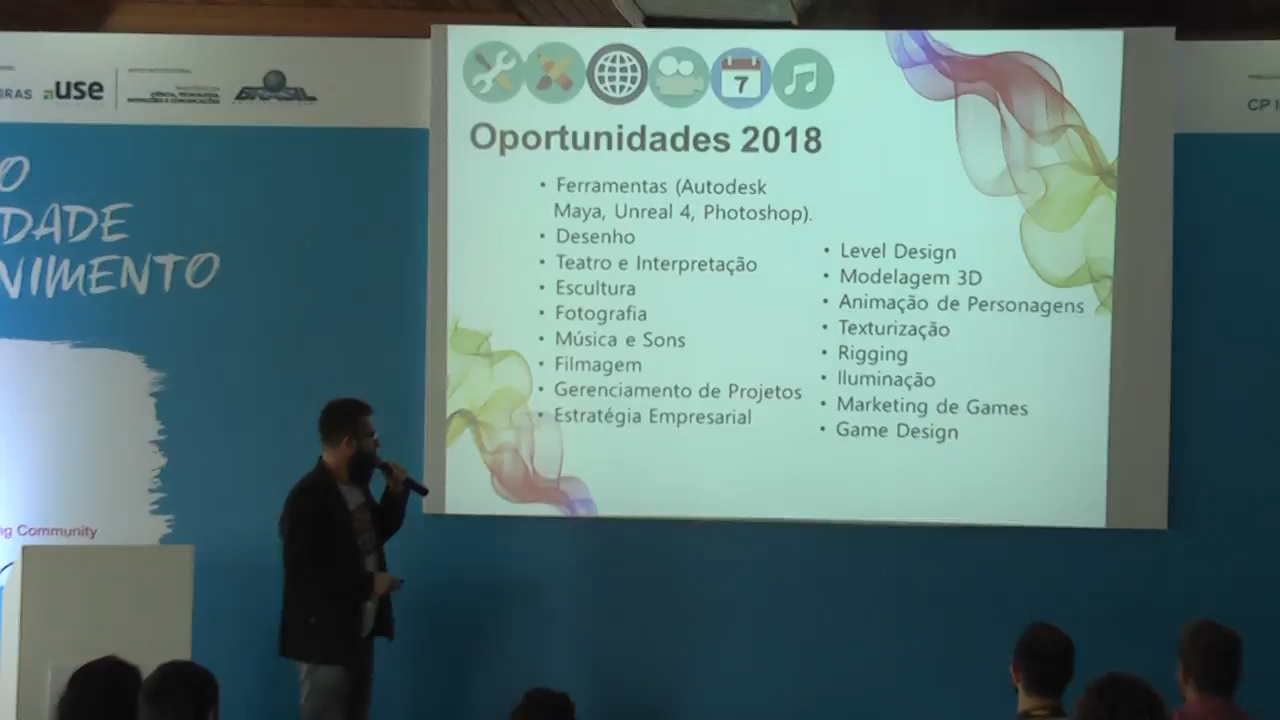 use
O
DADE
NIMENTO
ng Community
7
Oportunidades 2018
• Ferramentas (Autodesk
Maya, Unreal 4, Photoshop).
• Desenho
• Teatro e Interpretação
• Escultura
• Fotografia
• Música e Sons
• Filmagem
• Gerenciamento de Projetos
• Estratégia Empresarial
• Level Design
• Modelagem 3D
• Animação de Personagens
• Texturização
• Rigging
• Iluminação
• Marketing de Games
• Game Design